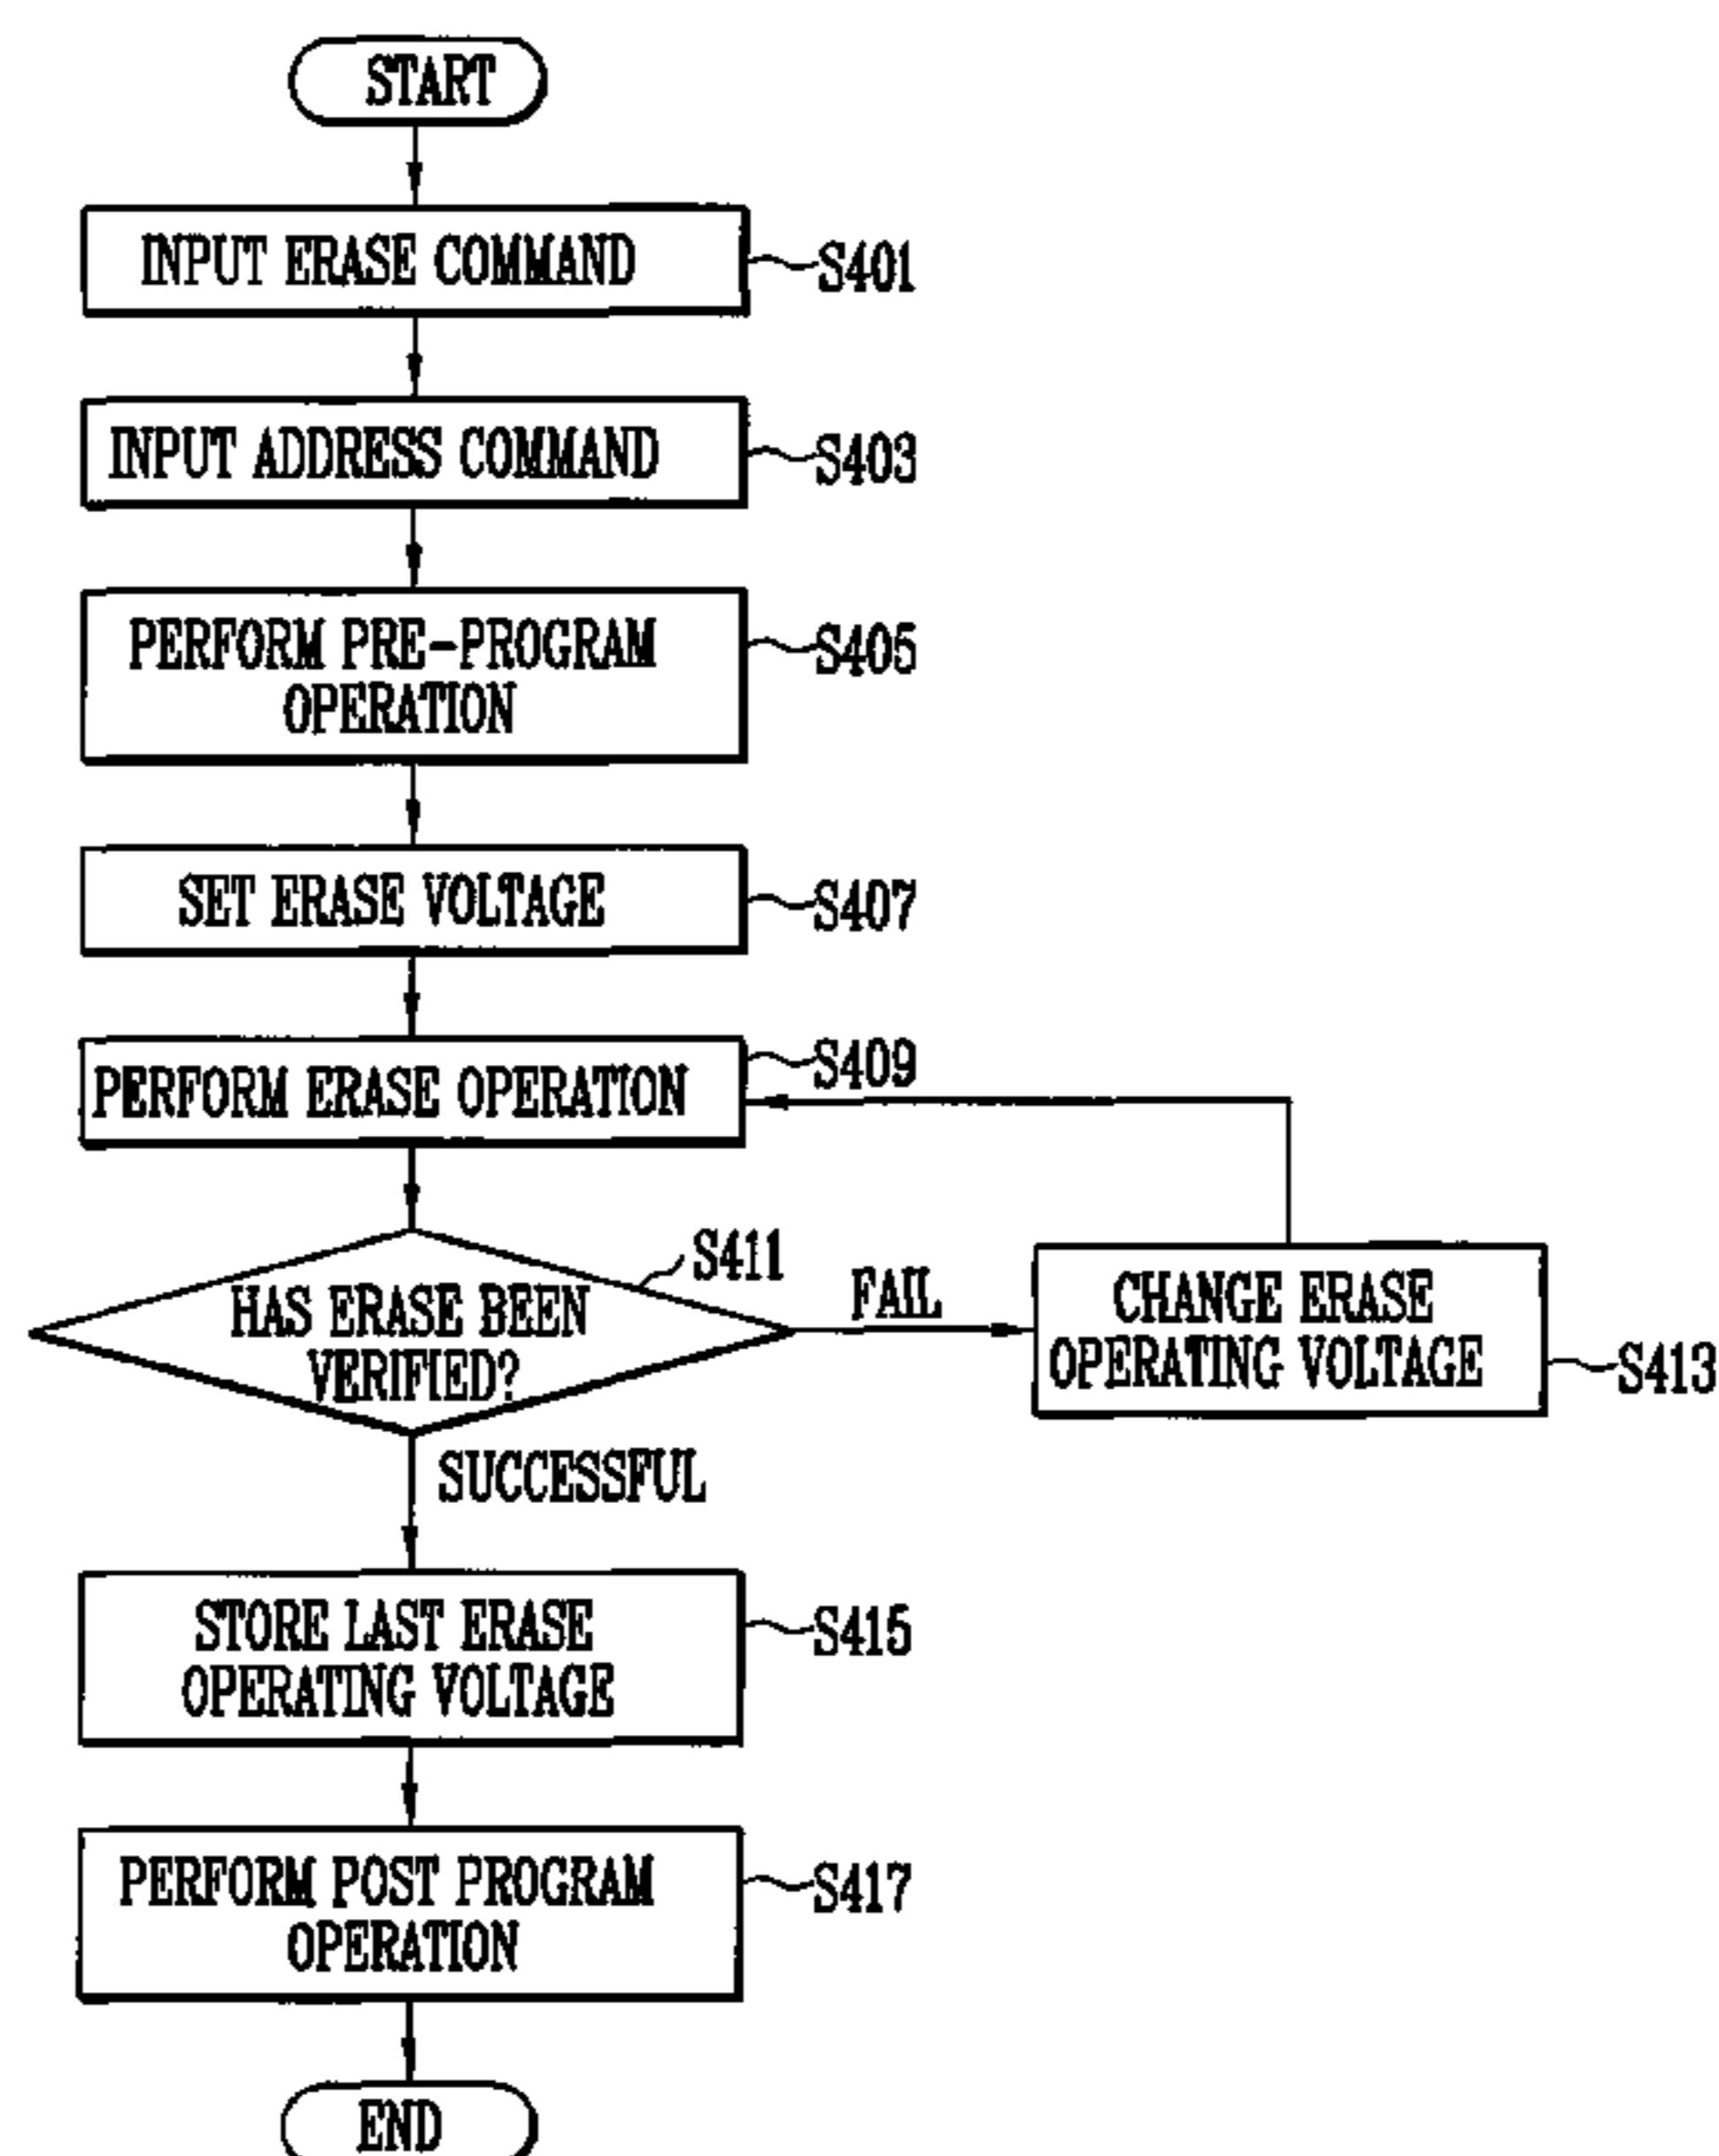 START
INPUT ERASE COMMAND
S401
INPUT ADDRESS COMMAND
S403
PERFORM PRE-PROGRAM
OPERATION
S405
SET ERASE VOLTAGE
S407
PERFORM ERASE OPERATION
S409
HAS ERASE BEEN
VERIFIED?
S411
FAIL
CHANGE ERASE
OPERATING VOLTAGE
S413
SUCCESSFUL
STORE LAST ERASE
OPERATING VOLTAGE
S415
PERFORM POST PROGRAM
OPERATION
S417
END